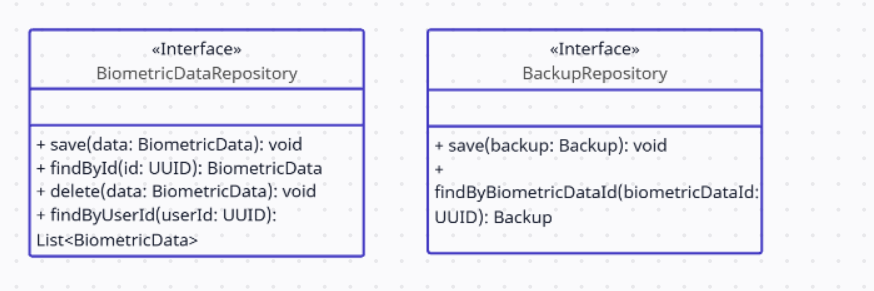 «Interface»
BiometricDataRepository
+ save(data: BiometricData): void
+ findById(id: UUID): BiometricData
+ delete(data: BiometricData): void
+ findByUserId(userId: UUID):
List<BiometricData>
«Interface»
BackupRepository
+ save(backup: Backup): void
+
findByBiometricDataId(biometricDataId:
UUID): Backup